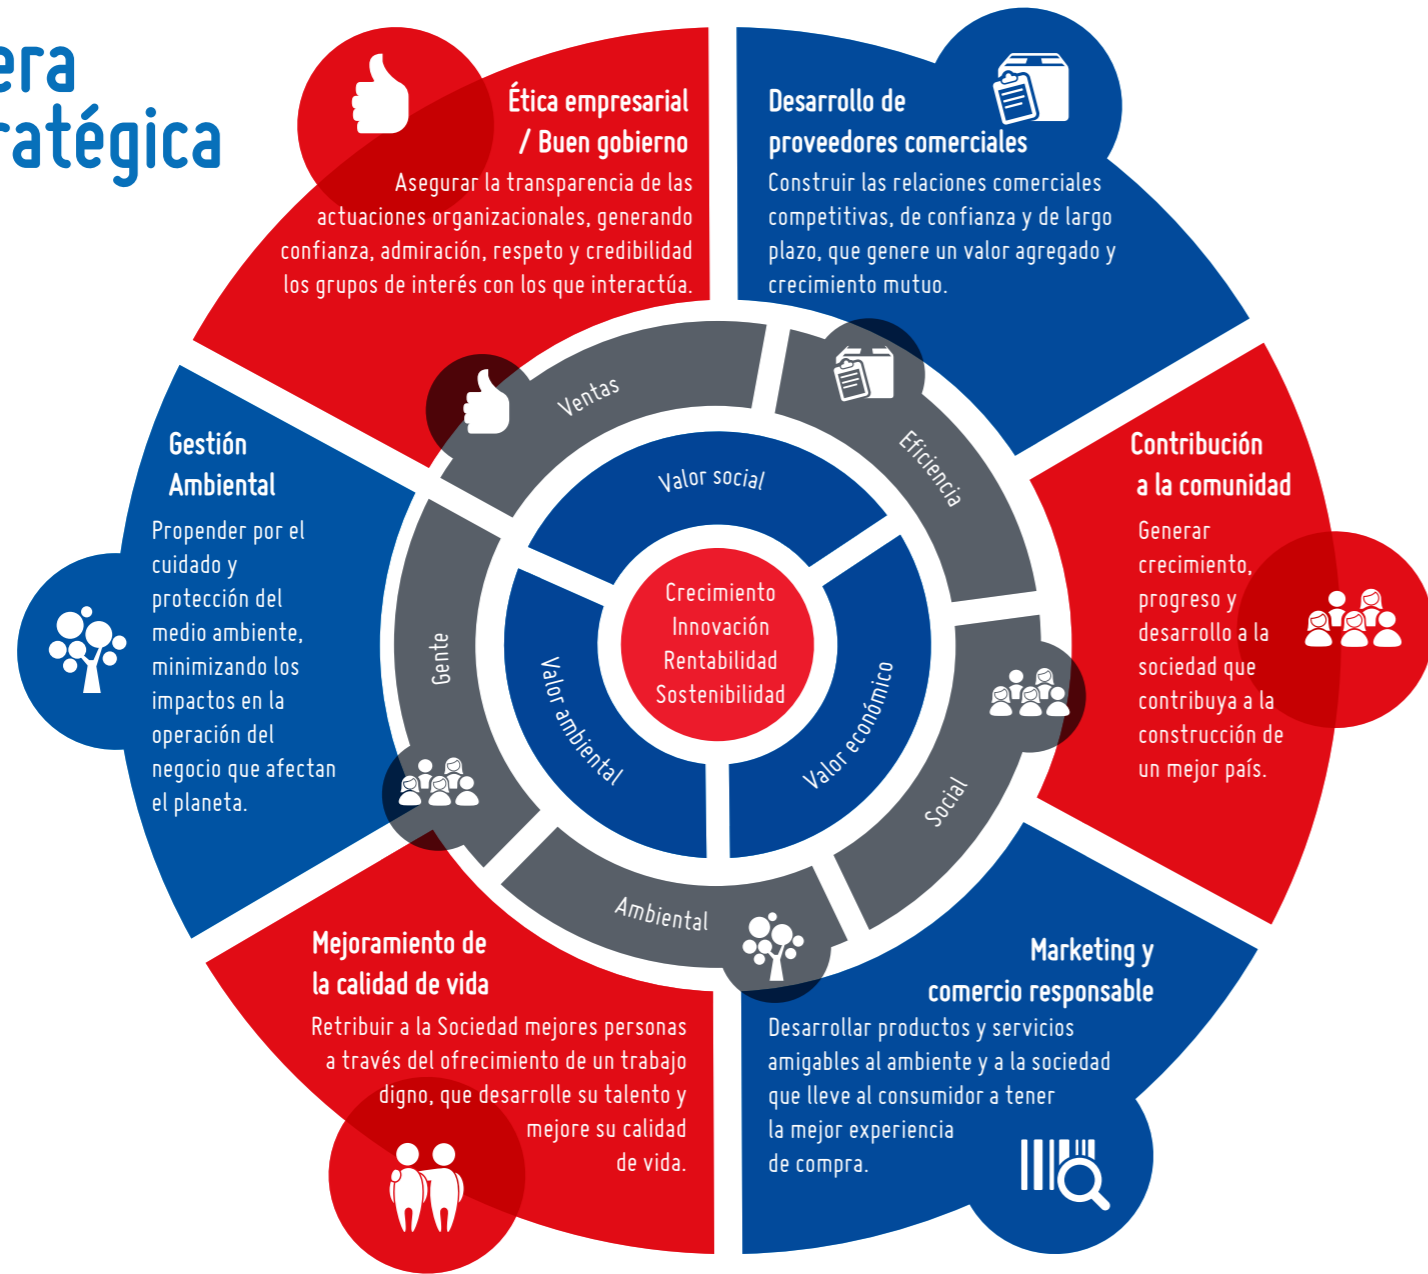 era
ratégica
Ética empresarial
/ Buen gobierno
Asegurar la transparencia de las
actuaciones organizacionales, generando
confianza, admiración, respeto y credibilidad
los grupos de interés con los que interactúa.
Desarrollo de
proveedores comerciales
Construir las relaciones comerciales
competitivas, de confianza y de largo
plazo, que genere un valor agregado y
crecimiento mutuo.
Contribución
a la comunidad
Generar
crecimiento,
progreso y
desarrollo a la
sociedad que
contribuya a la
construcción de
un mejor país.
Marketing y
comercio responsable
Desarrollar productos y servicios
amigables al ambiente y a la sociedad
que lleve al consumidor a tener
la mejor experiencia
de compra.
Mejoramiento de
la calidad de vida
Retribuir a la Sociedad mejores personas
a través del ofrecimiento de un trabajo
digno, que desarrolle su talento y
mejore su calidad
de vida.
Gestión
Ambiental
Propender por el
cuidado y
protección del
medio ambiente,
minimizando los
impactos en la
operación del
negocio que afectan
el planeta.
Ventas
Eficiencia
Social
Ambiental
Gente
Valor social
Valor económico
Valor ambiental
Crecimiento
Innovación
Rentabilidad
Sostenibilidad